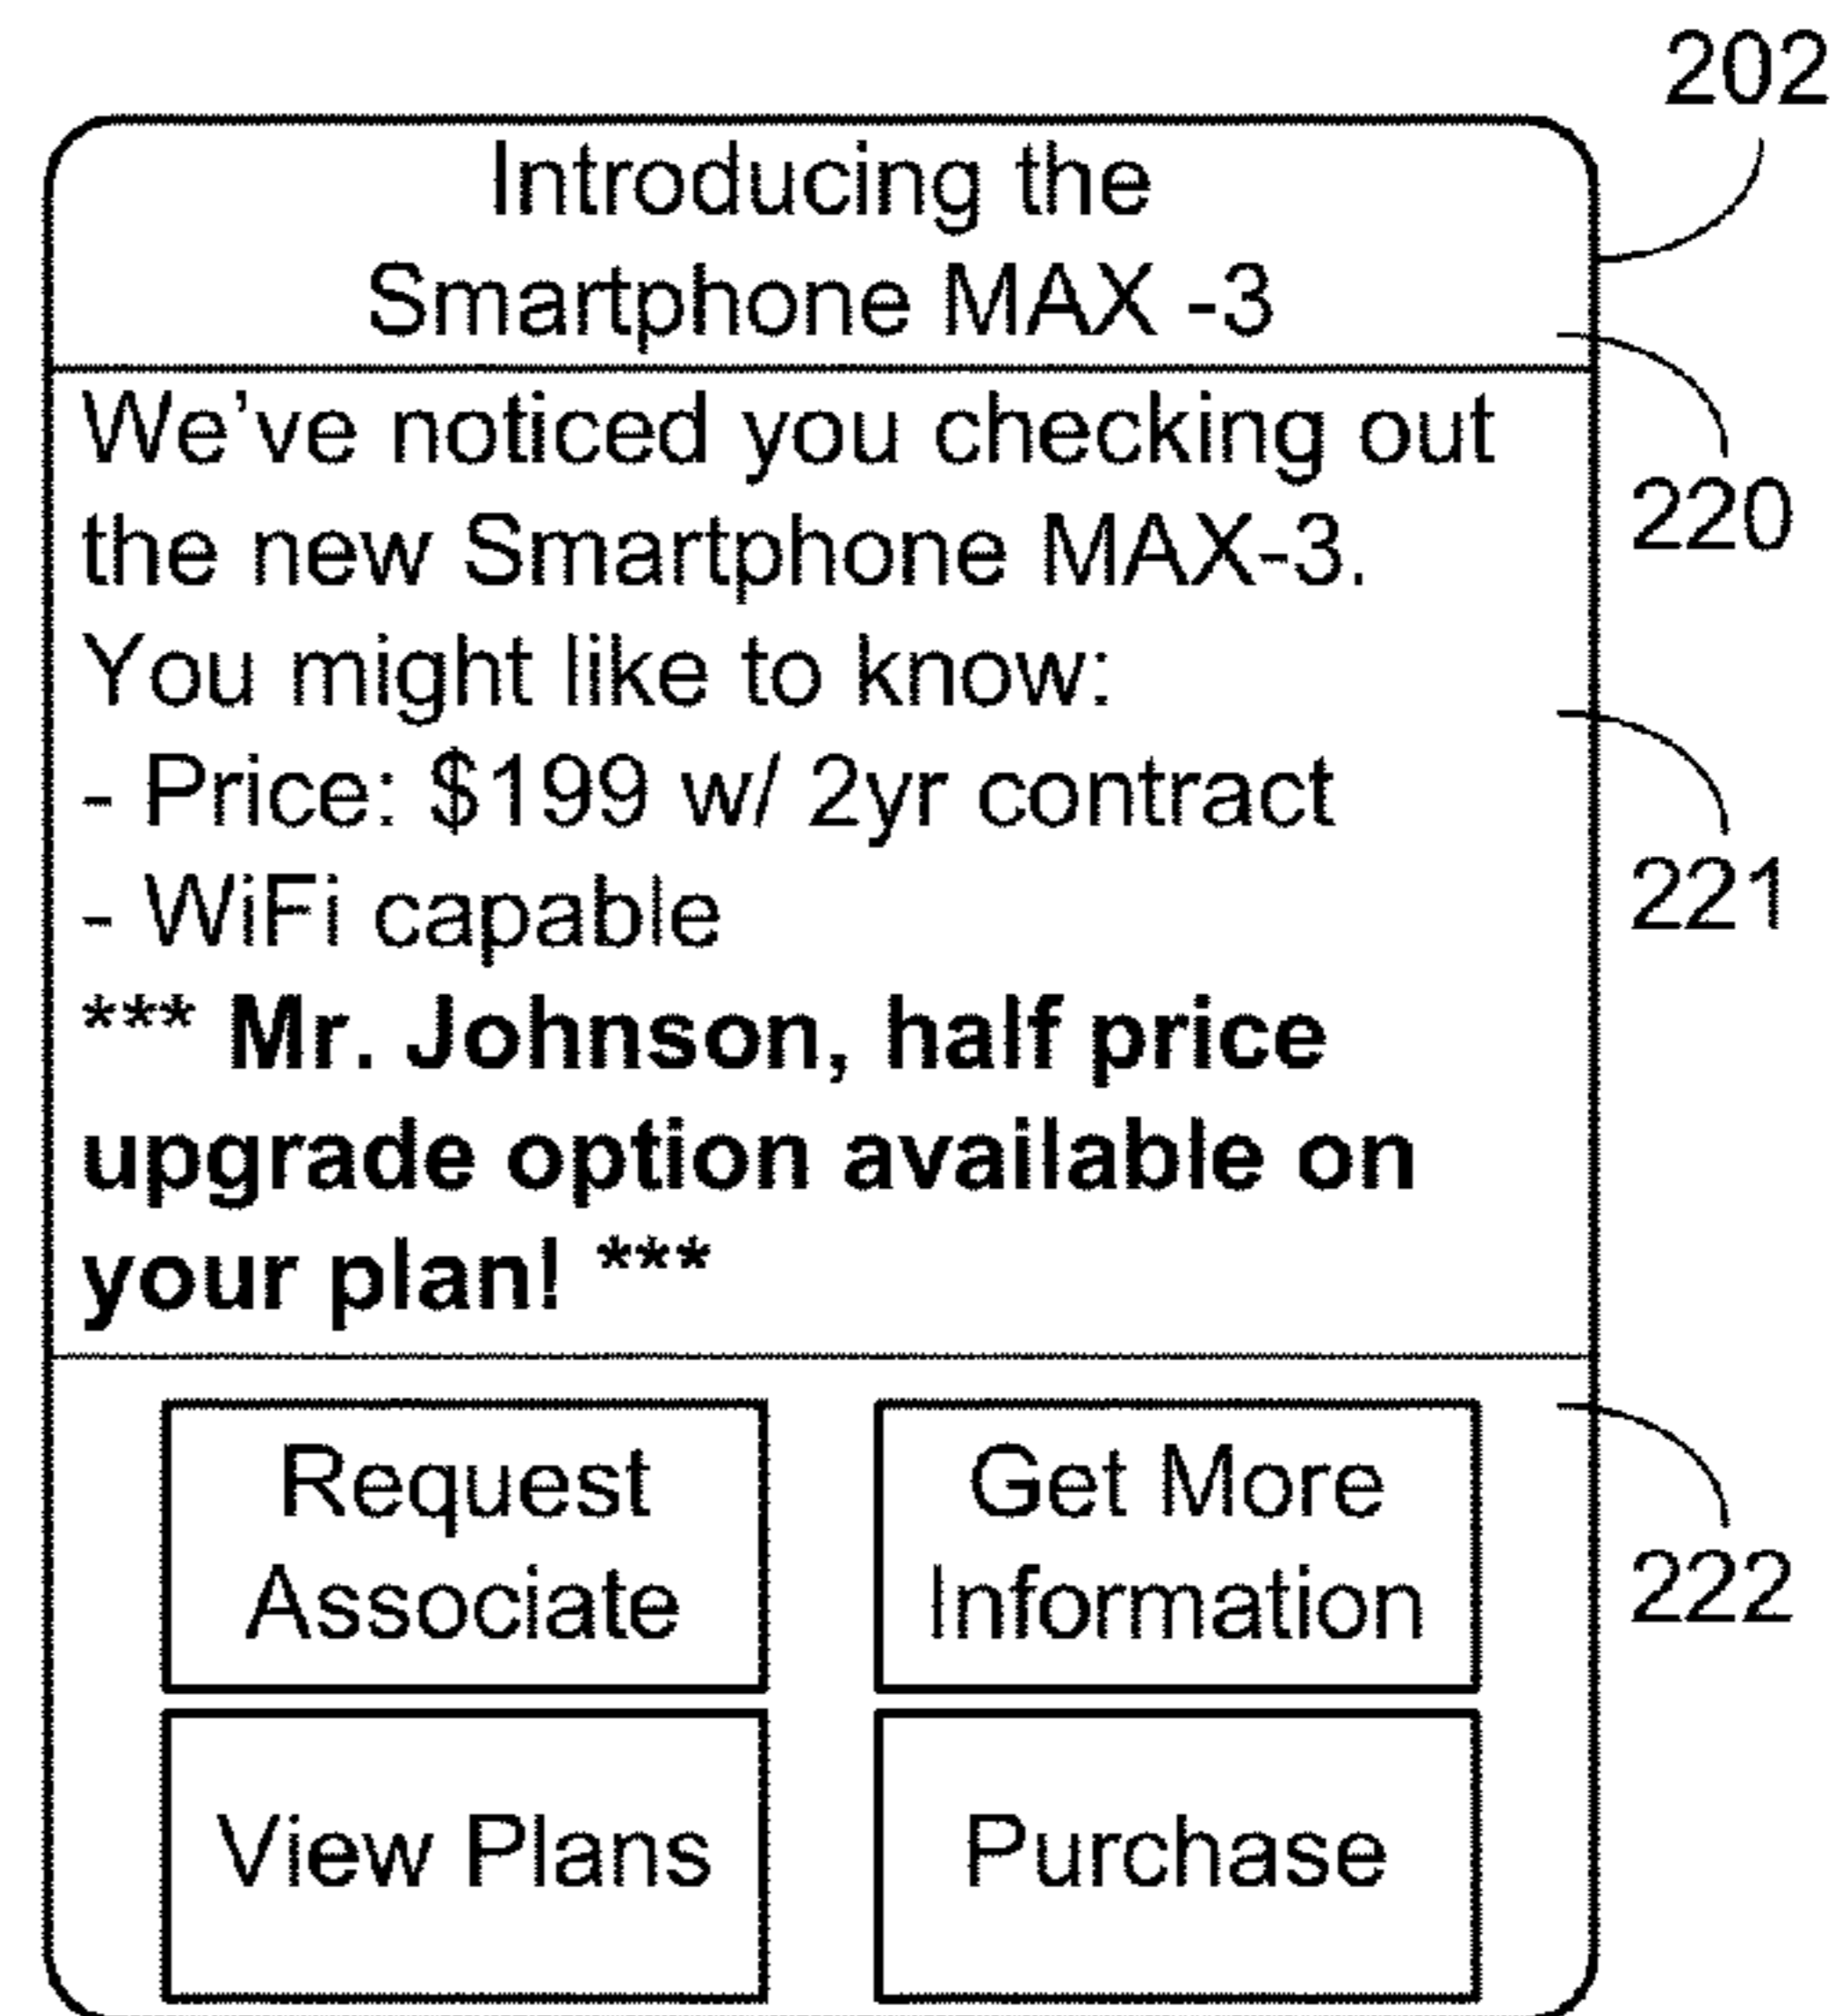 202
Introducing the
Smartphone MAX -3
220
We've noticed you checking out
the new Smartphone MAX-3.
You might like to know:
- Price: $199 w/ 2yr contract
- WiFi capable
*** Mr. Johnson, half price
upgrade option available on
your plan! ***
221
Request
Associate
Get More
Information
View Plans
Purchase
222